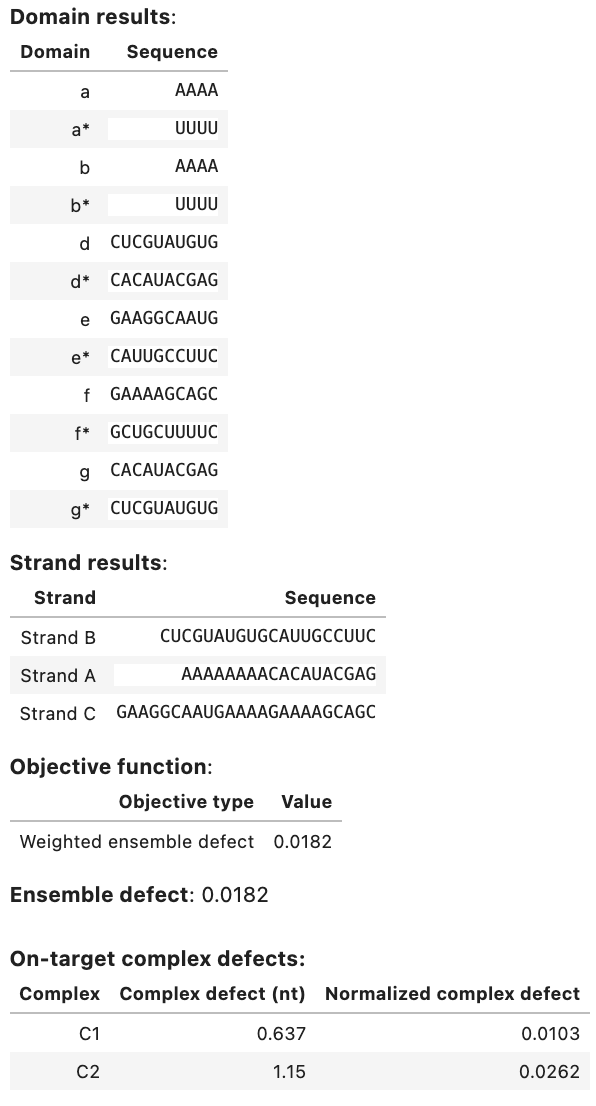 Domain results:
Domain Sequence
a AAAA
a* UUUU
b AAAA
b* UUUU
d CUCGUAUGUG
d* CACAUACGAG
e GAAGGCAAUG
e* CAUUGCCUUC
f GAAAAGCAGC
f* GCUGCUUUUC
g CACAUACGAG
g* CUCGUAUGUG
Strand results:
Strand Sequence
Strand B CUCGUAUGUGCAUUGCCUUC
Strand A AAAAAAAACACAUACGAG
Strand C GAAGGCAAUGAAAAGAAAAGCAGC
Objective function:
Objective type Value
Weighted ensemble defect 0.0182
Ensemble defect: 0.0182
On-target complex defects:
Complex Complex defect (nt) Normalized complex defect
C1 0.637 0.0103
C2 1.15 0.0262